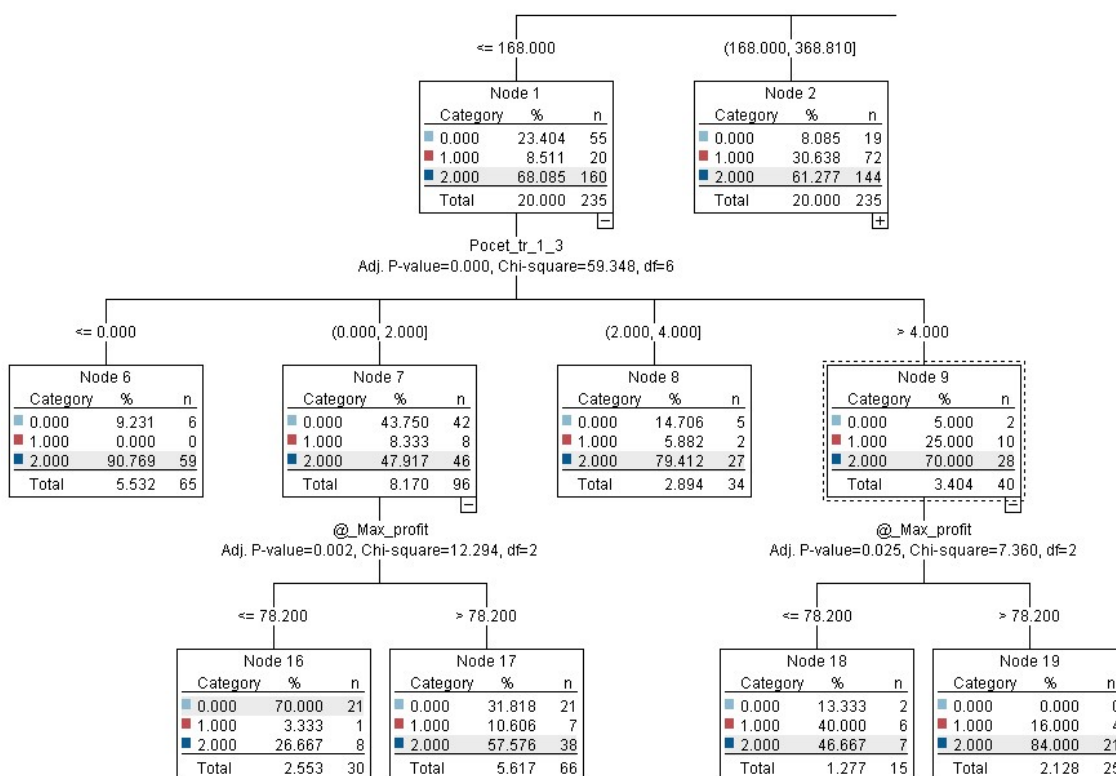 <= 168.000 (168.000, 368.810]
Node 1
Category % n
0.000 23.404 55
1.000 8.511 20
2.000 68.085 160
Total 20.000 235
Node 2
Category % n
0.000 8.085 19
1.000 30.638 72
2.000 61.277 144
Total 20.000 235
Pocet_tr_1_3
Adj. P-value=0.000, Chi-square=59.348, df=6
<= 0.000 (0.000, 2.000] (2.000, 4.000] > 4.000
Node 6
Category % n
0.000 9.231 6
1.000 0.000 0
2.000 90.769 59
Total 5.532 65
Node 7
Category % n
0.000 43.750 42
1.000 8.333 8
2.000 47.917 46
Total 8.170 96
Node 8
Category % n
0.000 14.706 5
1.000 5.882 2
2.000 79.412 27
Total 2.894 34
Node 9
Category % n
0.000 5.000 2
1.000 25.000 10
2.000 70.000 28
Total 3.404 40
@_Max_profit
Adj. P-value=0.002, Chi-square=12.294, df=2
@_Max_profit
Adj. P-value=0.025, Chi-square=7.360, df=2
<= 78.200 > 78.200 <= 78.200 > 78.200
Node 16
Category % n
0.000 70.000 21
1.000 3.333 1
2.000 26.667 8
Total 2.553 30
Node 17
Category % n
0.000 31.818 21
1.000 10.606 7
2.000 57.576 38
Total 5.617 66
Node 18
Category % n
0.000 13.333 2
1.000 40.000 6
2.000 46.667 7
Total 1.277 15
Node 19
Category % n
0.000 0.000 0
1.000 16.000 4
2.000 84.000 21
Total 2.128 25